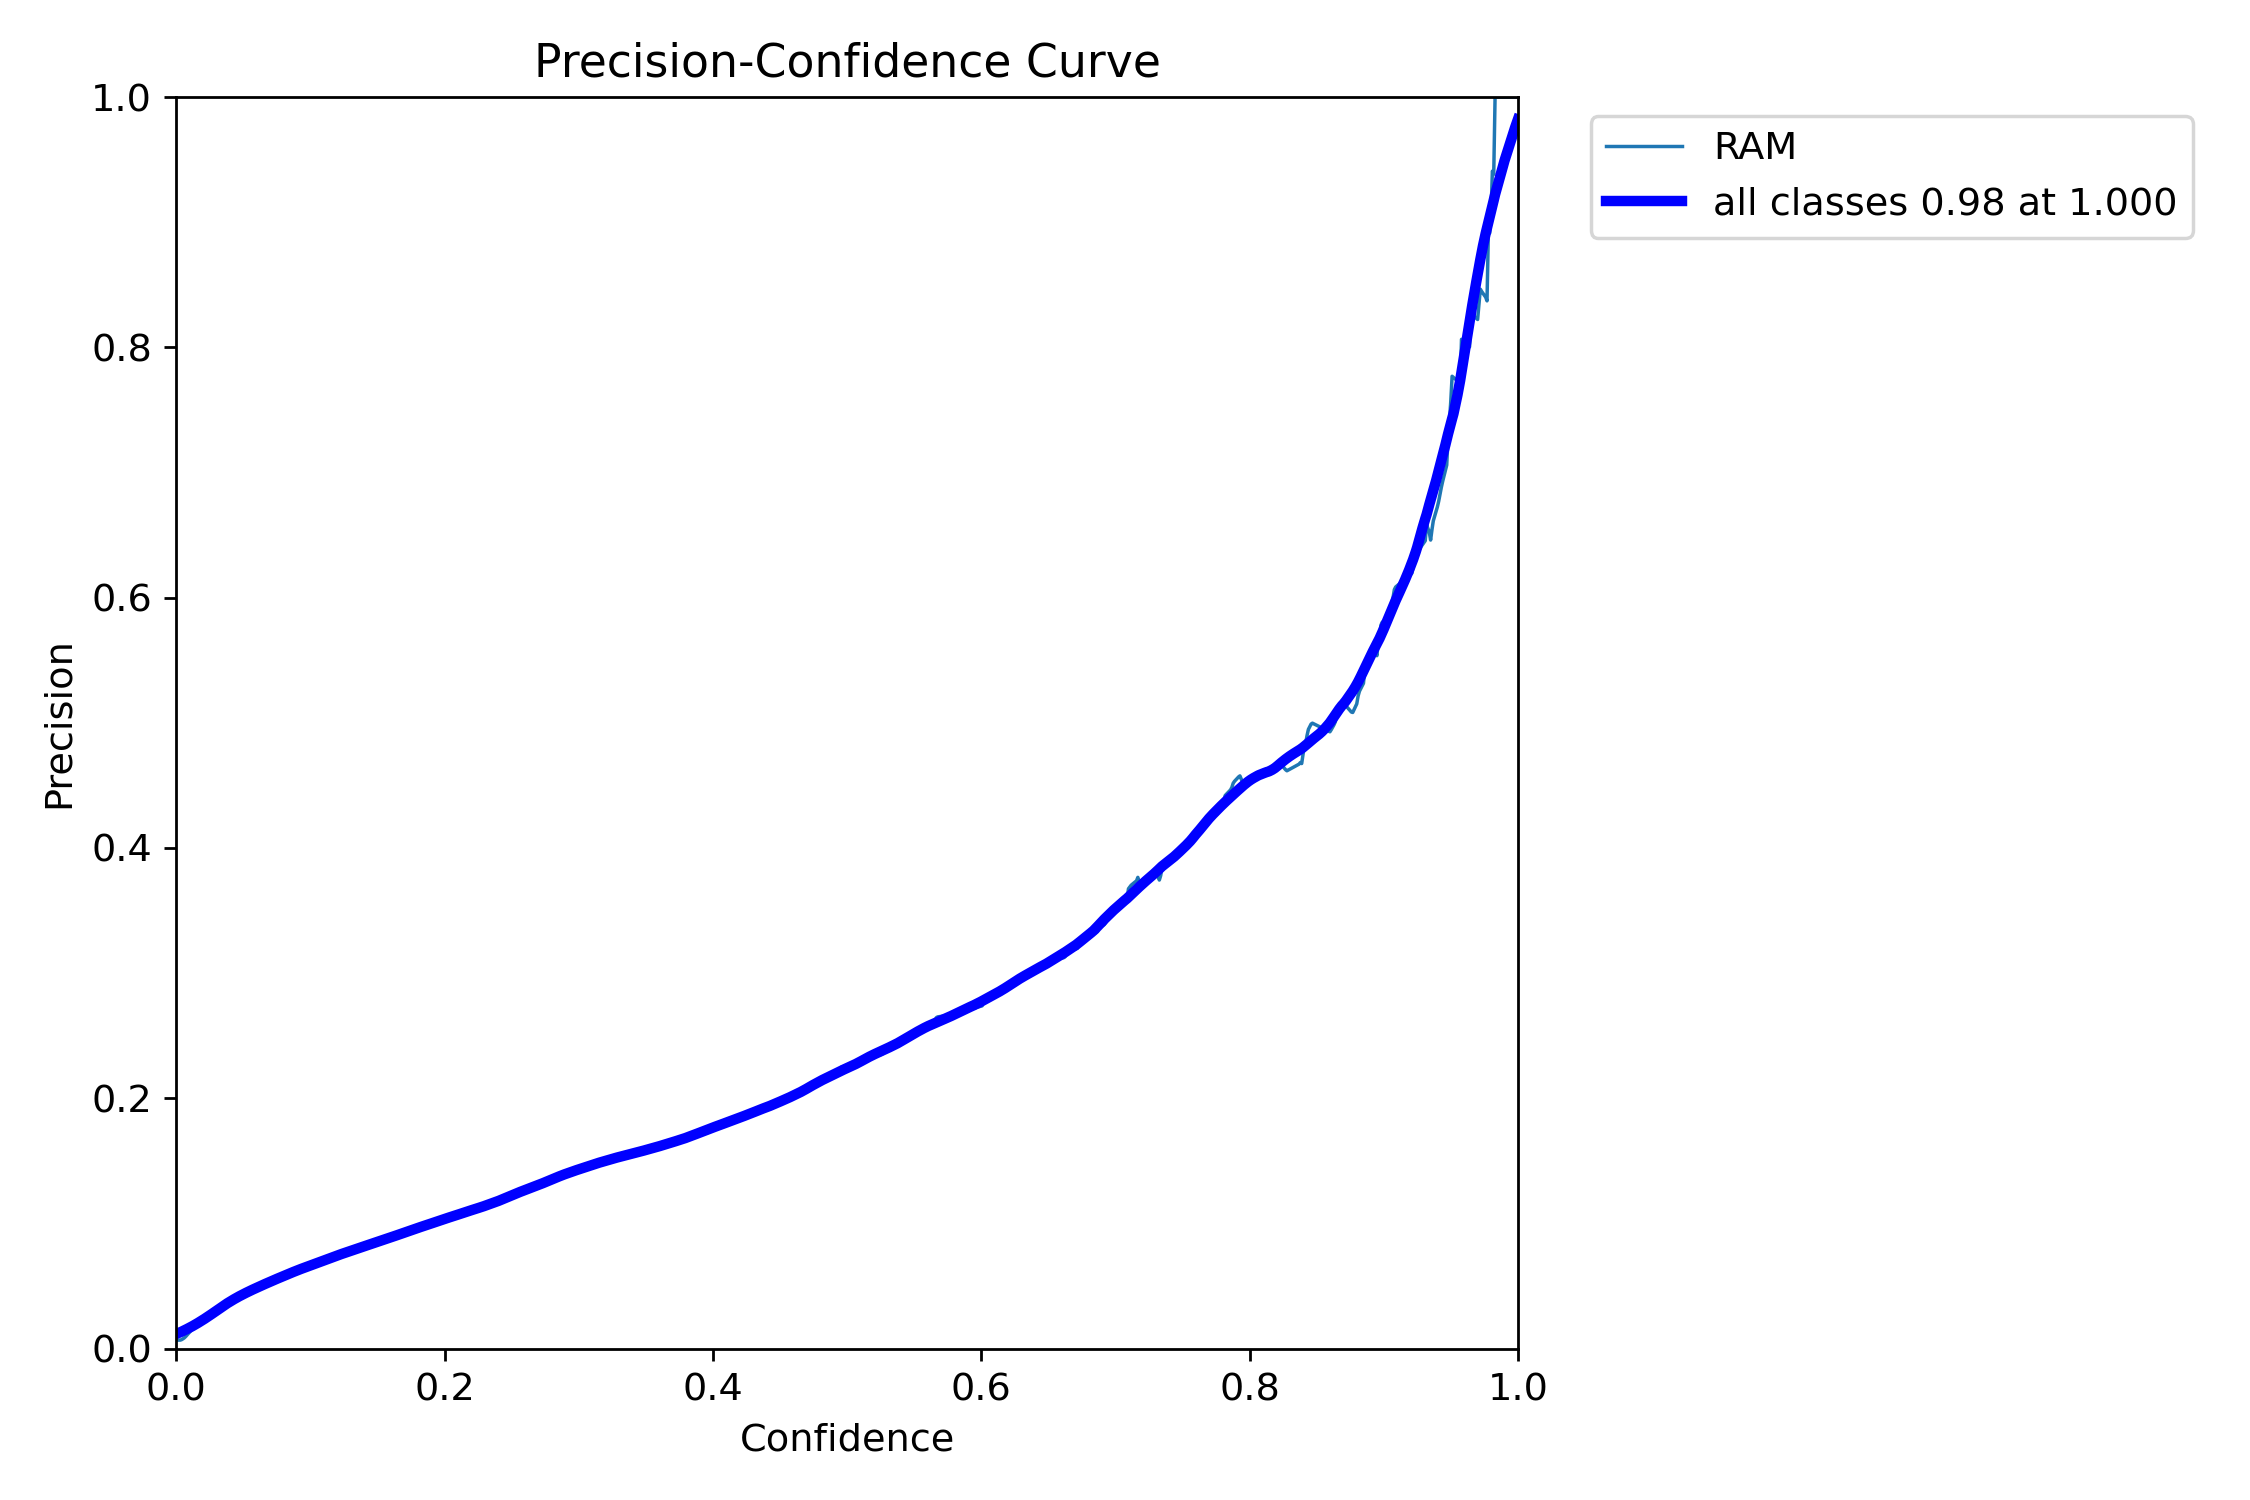 Precision-Confidence Curve
1.0
0.8
0.6
0.4
0.2
0.0
Precision
0.0 0.2 0.4 0.6 0.8 1.0
Confidence
RAM
all classes 0.98 at 1.000